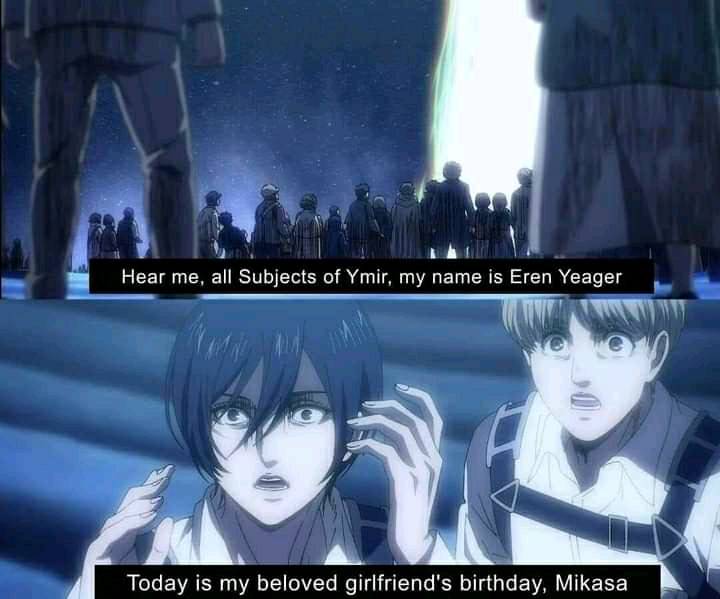 Hear me, all Subjects of Ymir, my name is Eren Yeager
Today is my beloved girlfriend's birthday, Mikasa